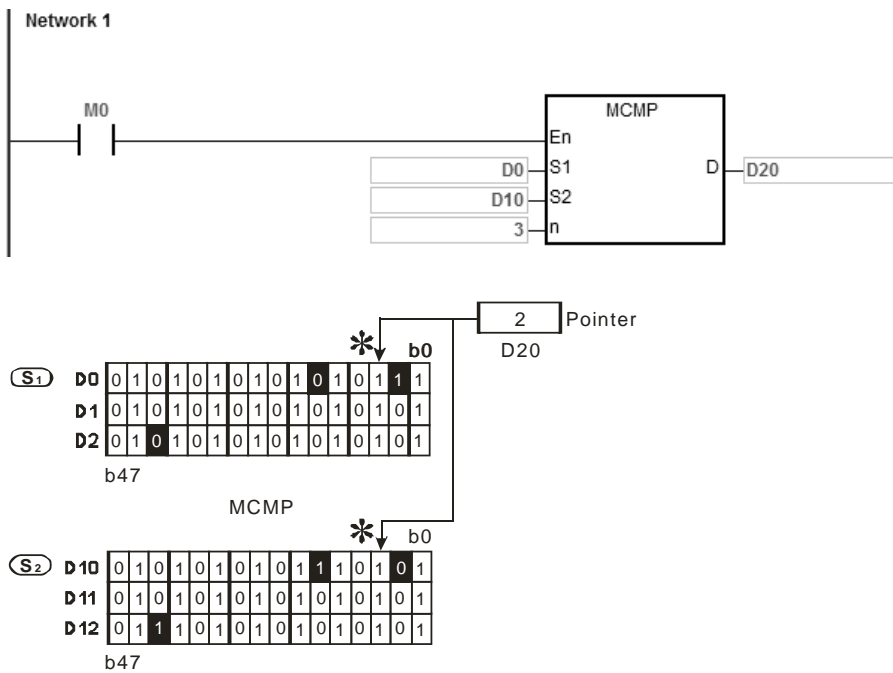 Network 1
M0
MCMP
En
D0 S1 D D20
D10 S2
3 n
2 Pointer
D20
✻ b0
S1 D0 0 1 0 1 0 1 0 1 0 1 0 1 0 1 1 1
D1 0 1 0 1 0 1 0 1 0 1 0 1 0 1 0 1
D2 0 1 0 1 0 1 0 1 0 1 0 1 0 1 0 1
b47
MCMP
✻ b0
S2 D10 0 1 0 1 0 1 0 1 0 1 1 1 0 1 0 1
D11 0 1 0 1 0 1 0 1 0 1 0 1 0 1 0 1
D12 0 1 1 1 0 1 0 1 0 1 0 1 0 1 0 1
b47